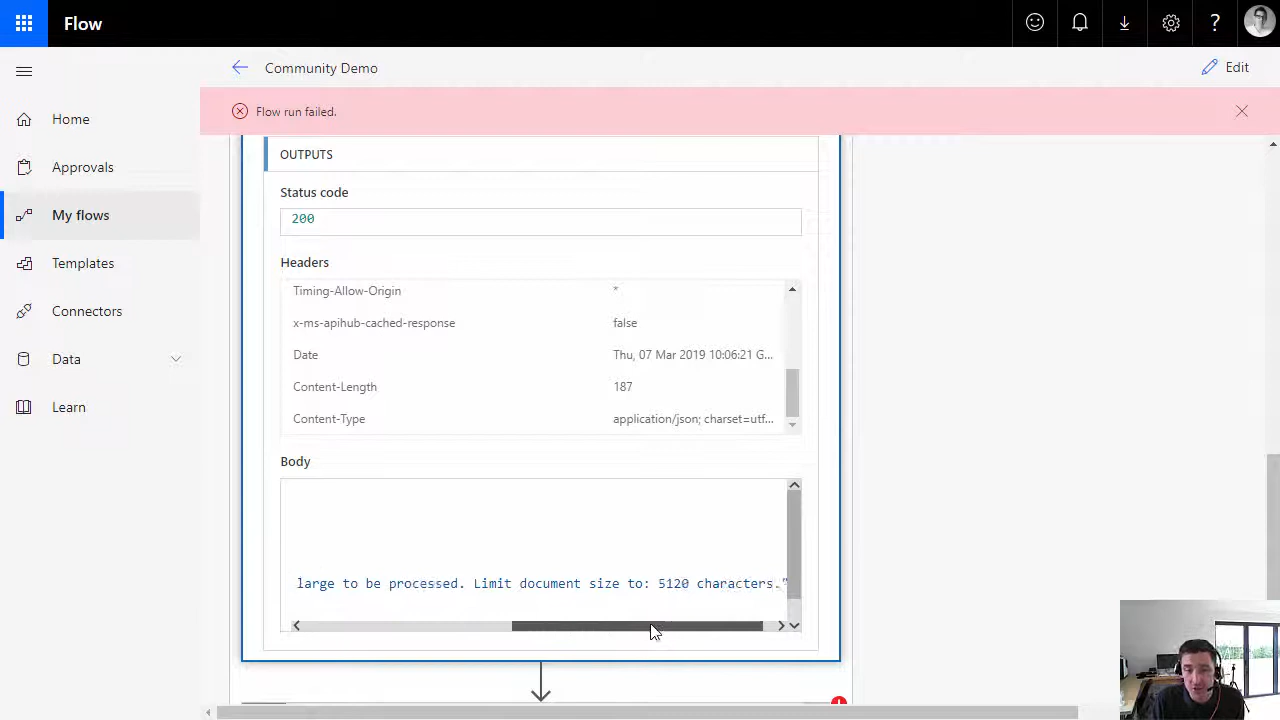 Flow
?
Community Demo
Edit
Flow run failed.
Home
Approvals
My flows
Templates
Connectors
Data
Learn
OUTPUTS
Status code
200
Headers
Timing-Allow-Origin *
x-ms-apihub-cached-response false
Date Thu, 07 Mar 2019 10:06:21 G...
Content-Length 187
Content-Type application/json; charset=utf...
Body
large to be processed. Limit document size to: 5120 characters."